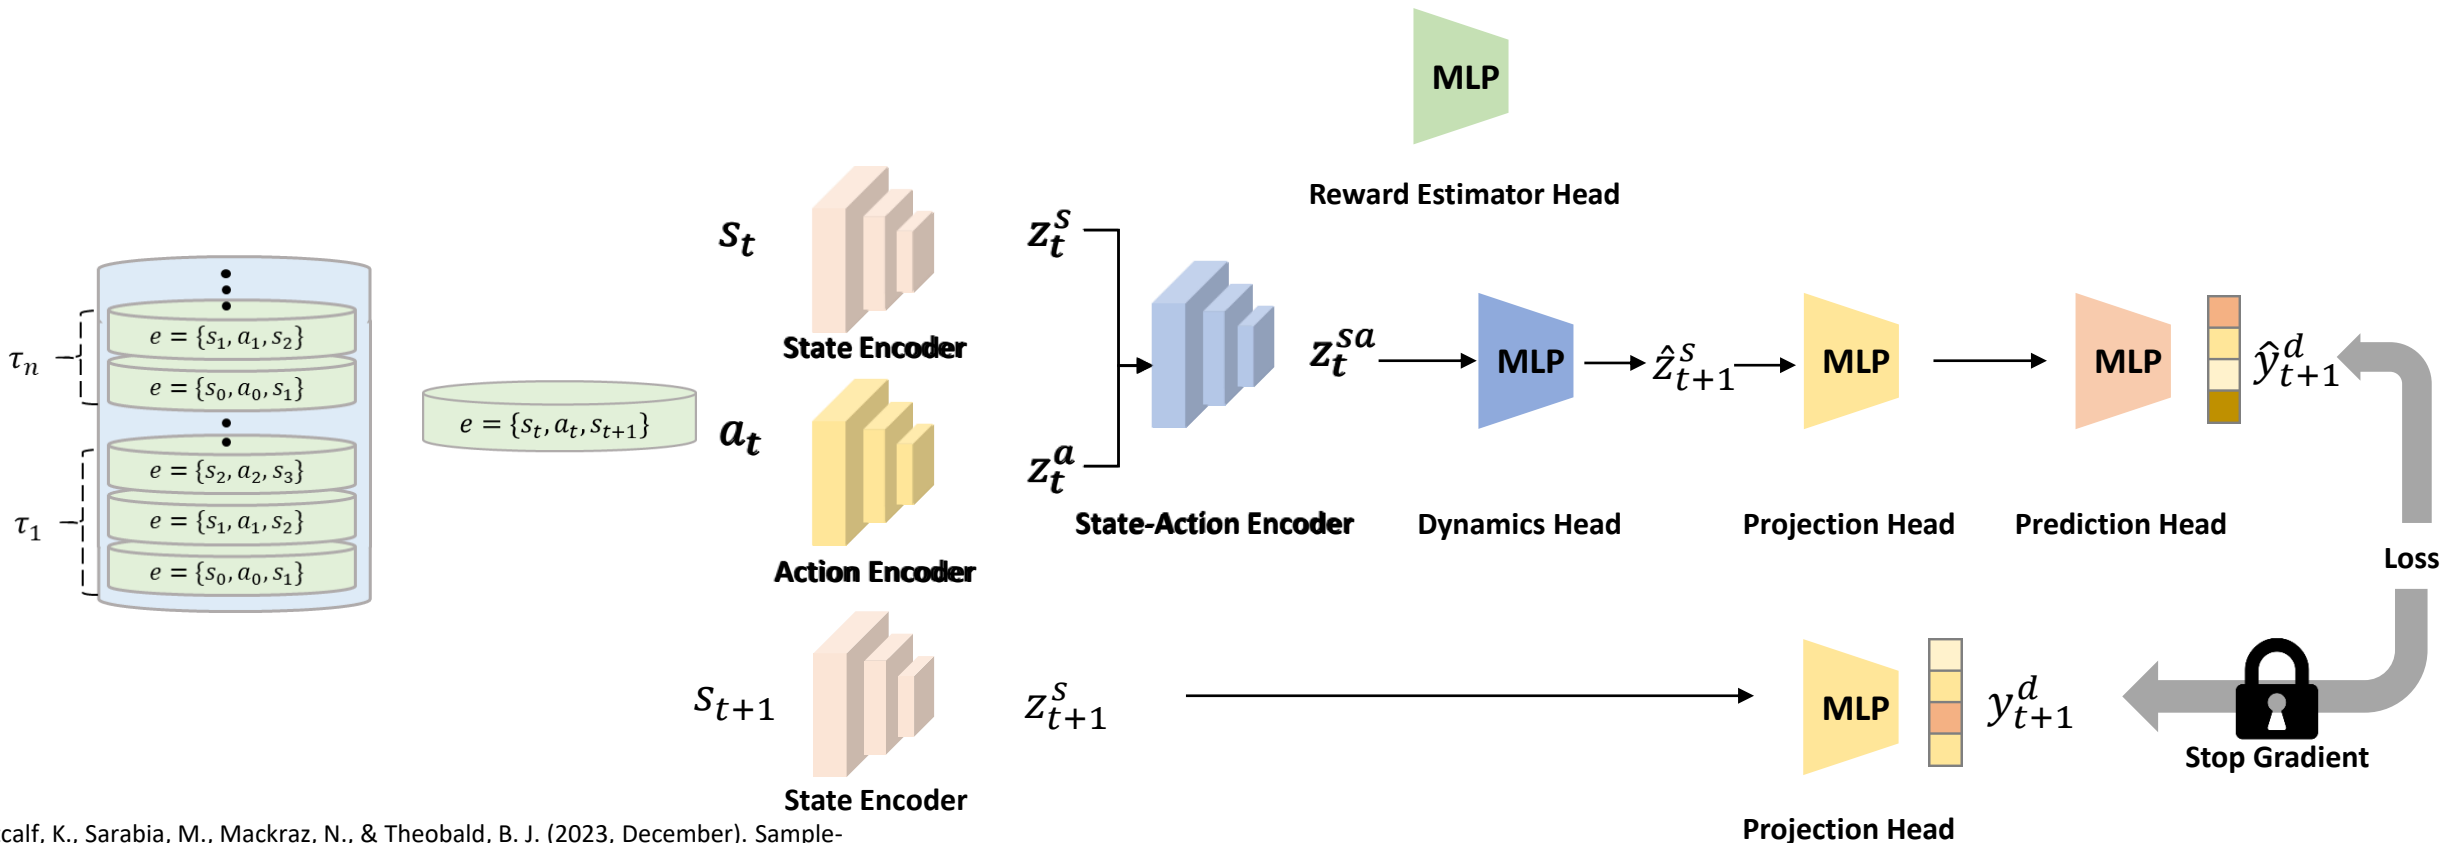 MLP
Reward Estimator Head
s_t
z_t^s
State Encoder
e = {s_1, a_1, s_2}
e = {s_0, a_0, s_1}
τ_n
e = {s_2, a_2, s_3}
e = {s_1, a_1, s_2}
e = {s_0, a_0, s_1}
τ_1
e = {s_t, a_t, s_{t+1}}
a_t
z_t^a
Action Encoder
State-Action Encoder
z_t^{sa}
MLP
Dynamics Head
ẑ_{t+1}^s
MLP
Projection Head
MLP
Prediction Head
ŷ_{t+1}^d
Loss
s_{t+1}
State Encoder
z_{t+1}^s
MLP
Projection Head
y_{t+1}^d
Stop Gradient
calf, K., Sarabia, M., Mackraz, N., & Theobald, B. J. (2023, December). Sample-